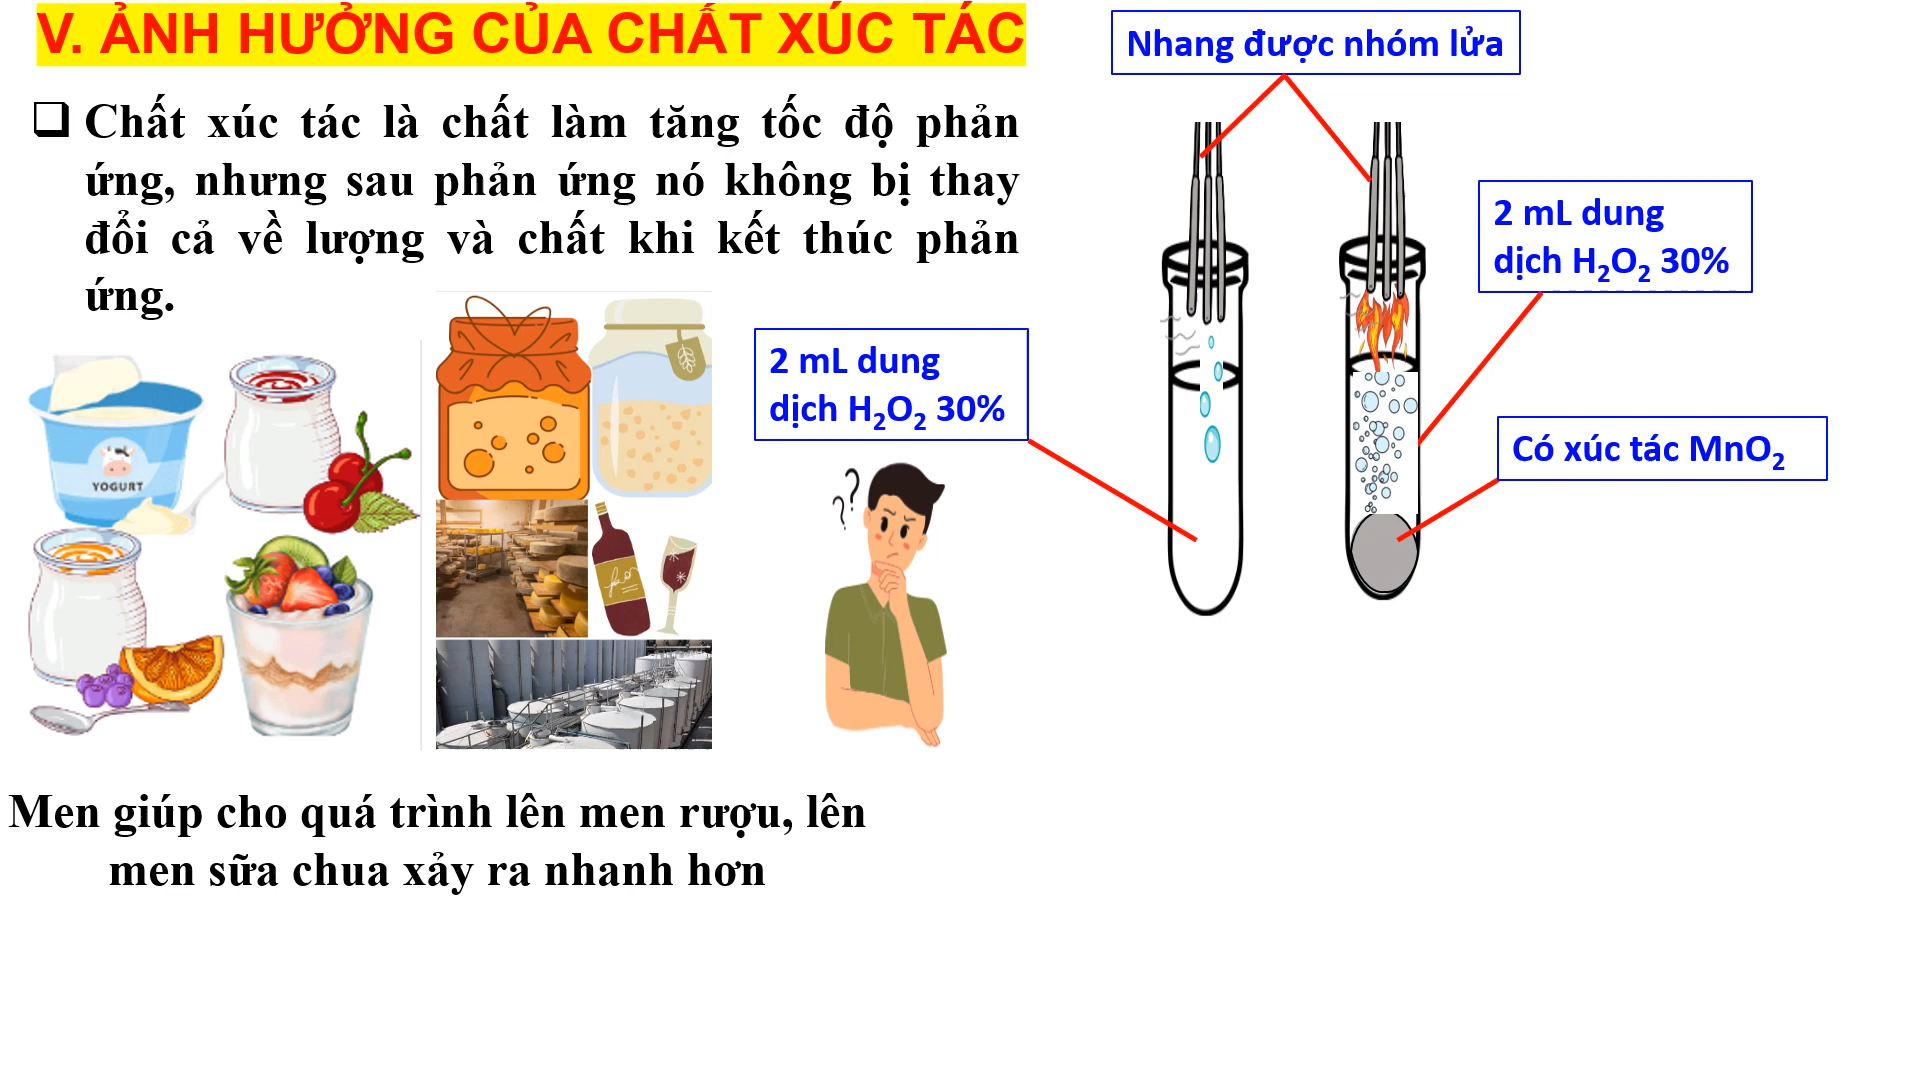 V. ẢNH HƯỞNG CỦA CHẤT XÚC TÁC
Chất xúc tác là chất làm tăng tốc độ phản
ứng, nhưng sau phản ứng nó không bị thay
đổi cả về lượng và chất khi kết thúc phản
ứng.
YOGURT
Men giúp cho quá trình lên men rượu, lên
men sữa chua xảy ra nhanh hơn
??
Nhang được nhóm lửa
2 mL dung
dịch H₂O₂ 30%
2 mL dung
dịch H₂O₂ 30%
Có xúc tác MnO₂